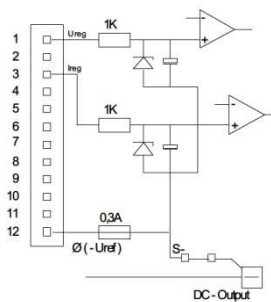 1 Ureg 1K
2
3 Ireg
4
5 1K
6
7
8
9
10
11 0,3A
12
Ø(-Uref) S-
DC-Output